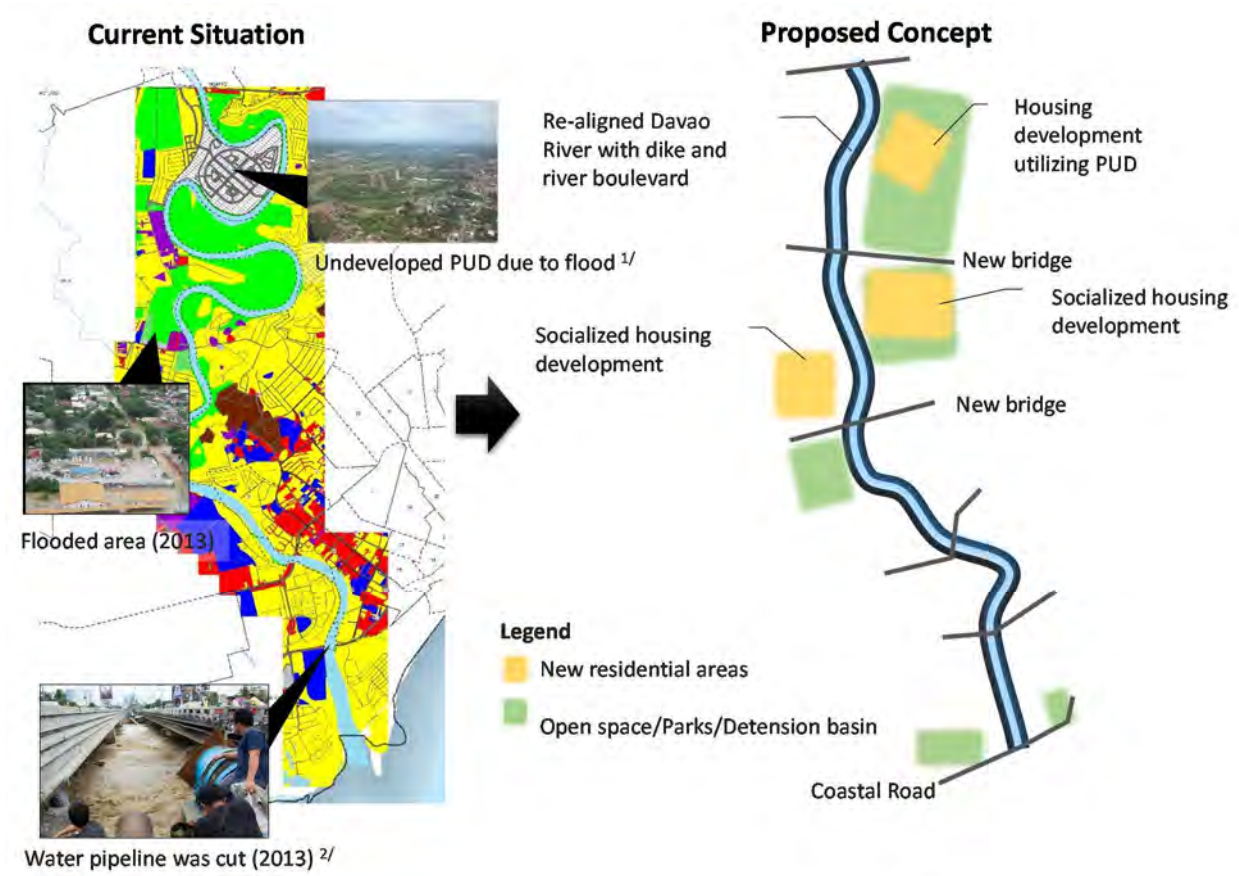 Current Situation
Undeveloped PUD due to flood 1/
Flooded area (2013)
Water pipeline was cut (2013) 2/
Proposed Concept
Re-aligned Davao
River with dike and
river boulevard
Housing
development
utilizing PUD
New bridge
Socialized housing
development
Socialized housing
development
New bridge
Legend
New residential areas
Open space/Parks/Detension basin
Coastal Road